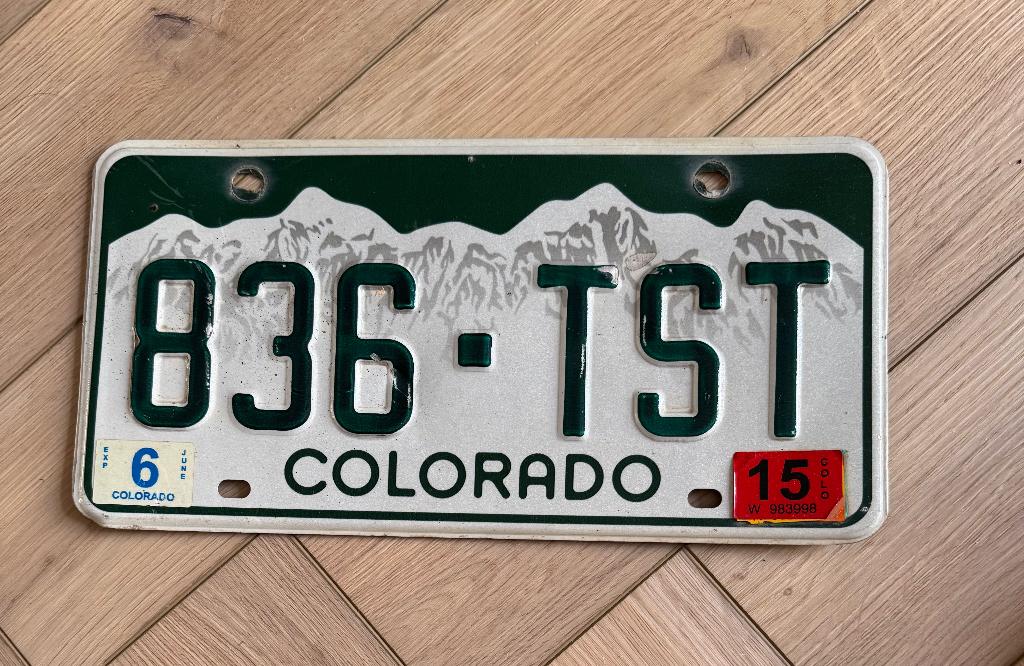 836·TST
EXP 6 JUNE
COLORADO
COLORADO
15 COLO
W 983998